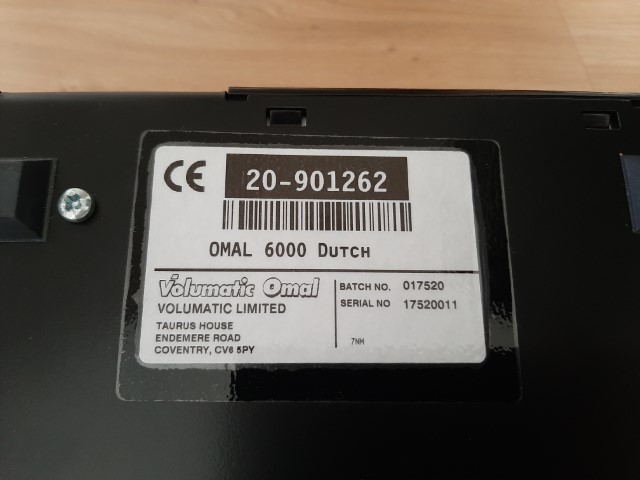 CE
20-901262
OMAL 6000 DUTCH
Volumatic Omal
VOLUMATIC LIMITED
TAURUS HOUSE
ENDEMERE ROAD
COVENTRY, CV6 5PY
BATCH NO. 017520
SERIAL NO 17520011
7NM